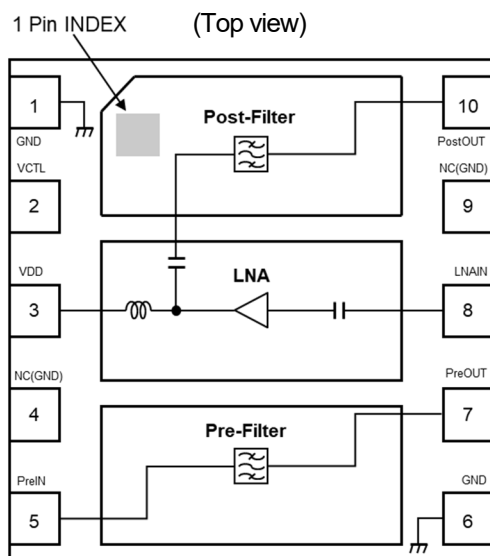 1 Pin INDEX
(Top view)
1
GND
VCTL
2
VDD
3
NC(GND)
4
PreIN
5
Post-Filter
LNA
Pre-Filter
10
PostOUT
NC(GND)
9
LNAIN
8
PreOUT
7
GND
6